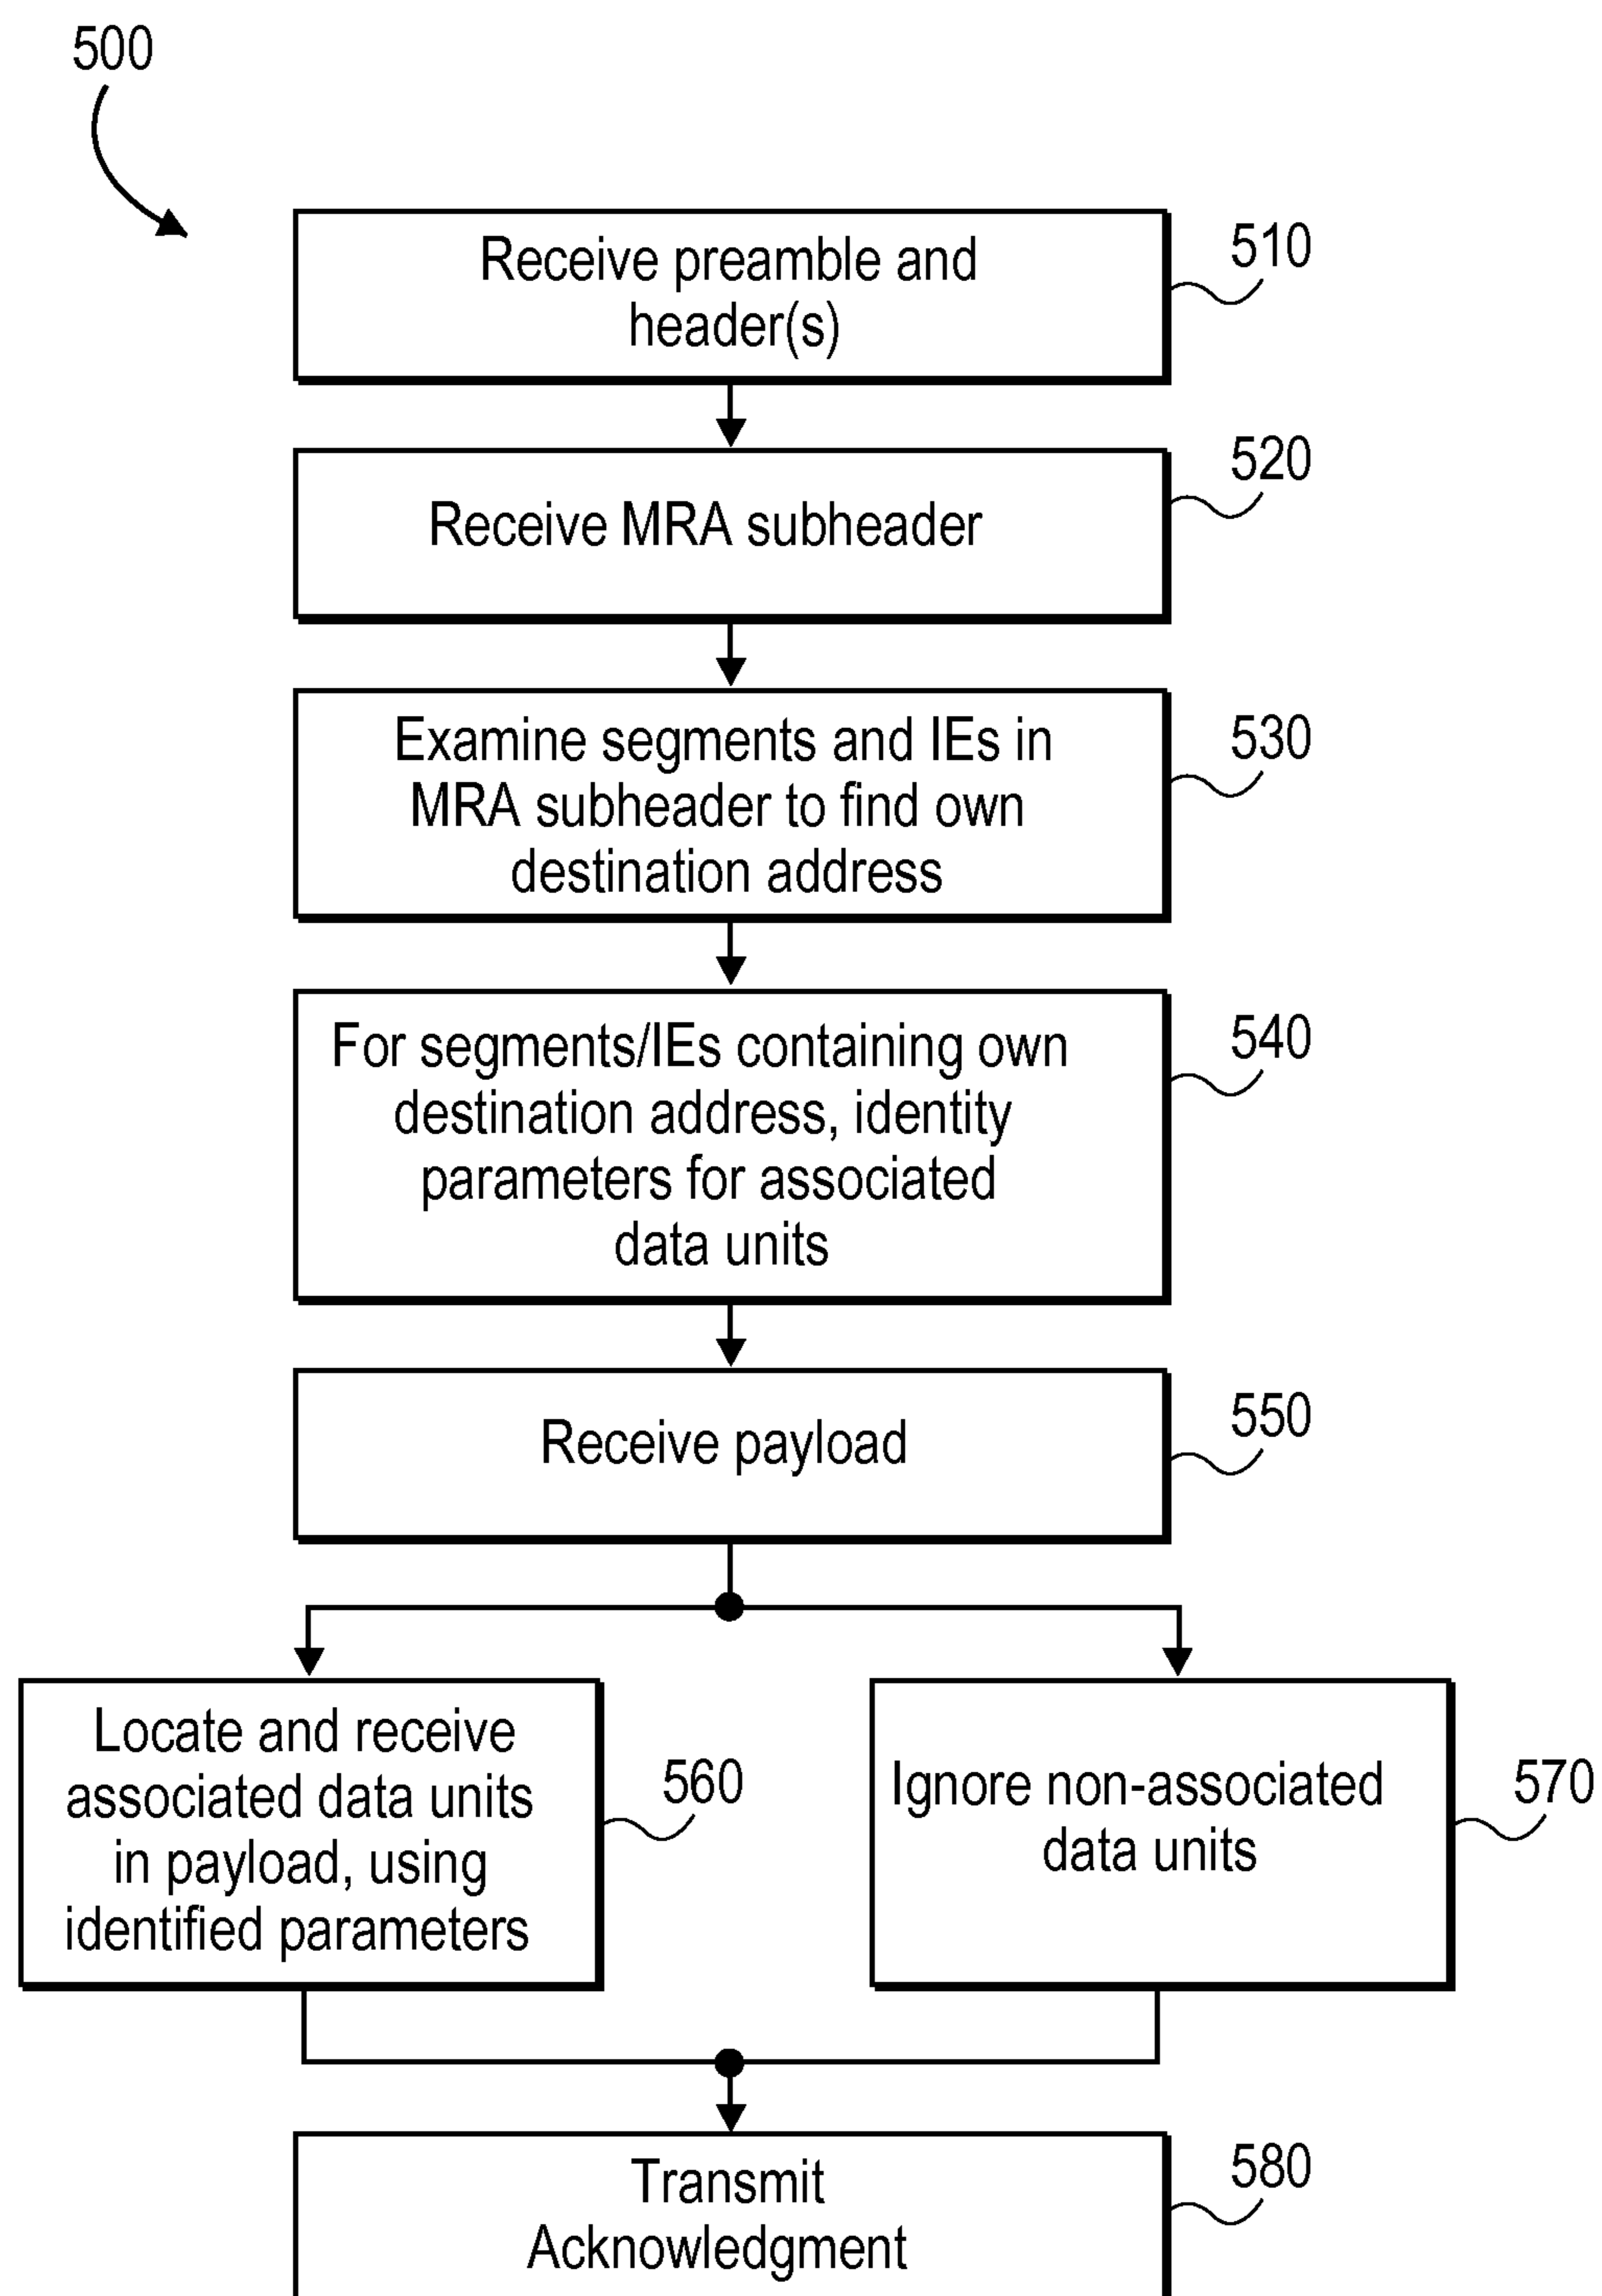 500
Receive preamble and
header(s)
510
Receive MRA subheader
520
Examine segments and IEs in
MRA subheader to find own
destination address
530
For segments/IEs containing own
destination address, identity
parameters for associated
data units
540
Receive payload
550
Locate and receive
associated data units
in payload, using
identified parameters
560
Ignore non-associated
data units
570
Transmit
Acknowledgment
580